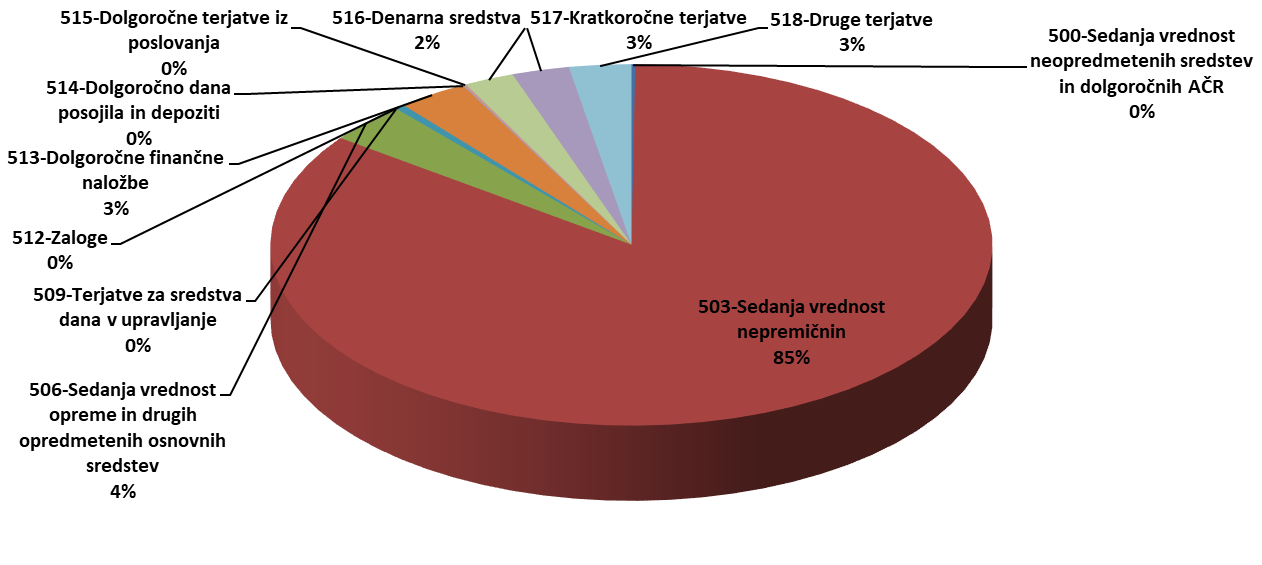 515-Dolgoročne terjatve iz
poslovanja
0%
516-Denarna sredstva
2%
517-Kratkoročne terjatve
3%
518-Druge terjatve
3%
500-Sedanja vrednost
neopredmetenih sredstev
in dolgoročnih AČR
0%
514-Dolgoročno dana
posojila in depoziti
0%
513-Dolgoročne finančne
naložbe
3%
512-Zaloge
0%
509-Terjatve za sredstva
dana v upravljanje
0%
503-Sedanja vrednost
nepremičnin
85%
506-Sedanja vrednost
opreme in drugih
opredmetenih osnovnih
sredstev
4%